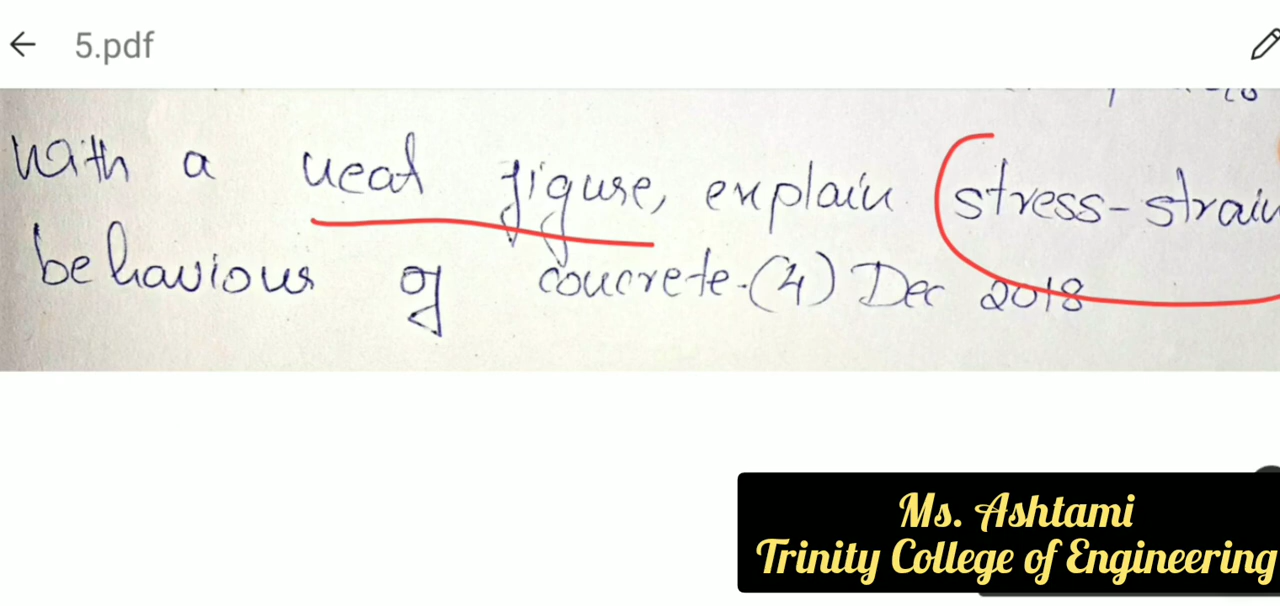 5.pdf
With a neat figure, explain stress-strain
behaviour of concrete. (4) Dec 2018
Ms. Ashtami
Trinity College of Engineering